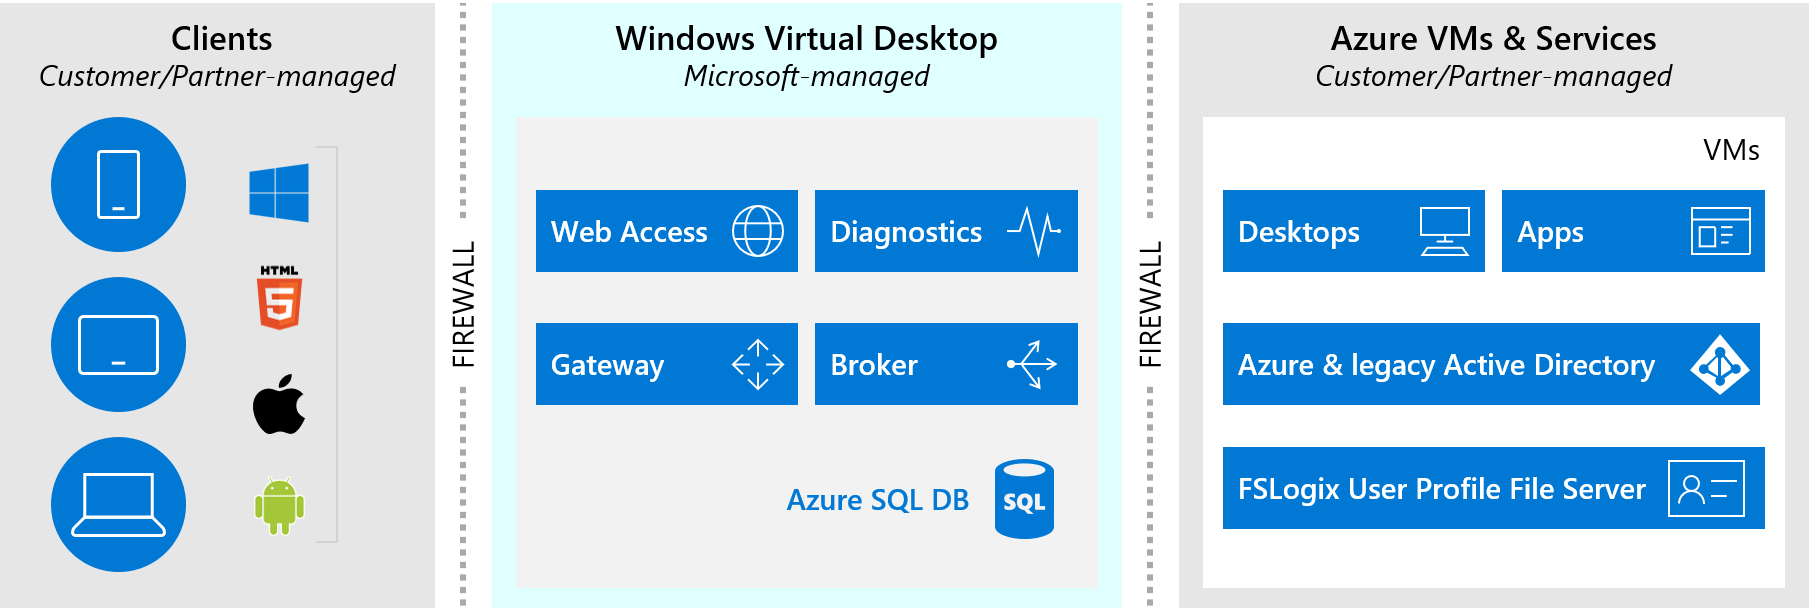 Clients
Customer/Partner-managed
HTML
5
FIREWALL
Windows Virtual Desktop
Microsoft-managed
Web Access
Diagnostics
Gateway
Broker
Azure SQL DB
SQL
FIREWALL
Azure VMs & Services
Customer/Partner-managed
VMs
Desktops
Apps
Azure & legacy Active Directory
FSLogix User Profile File Server